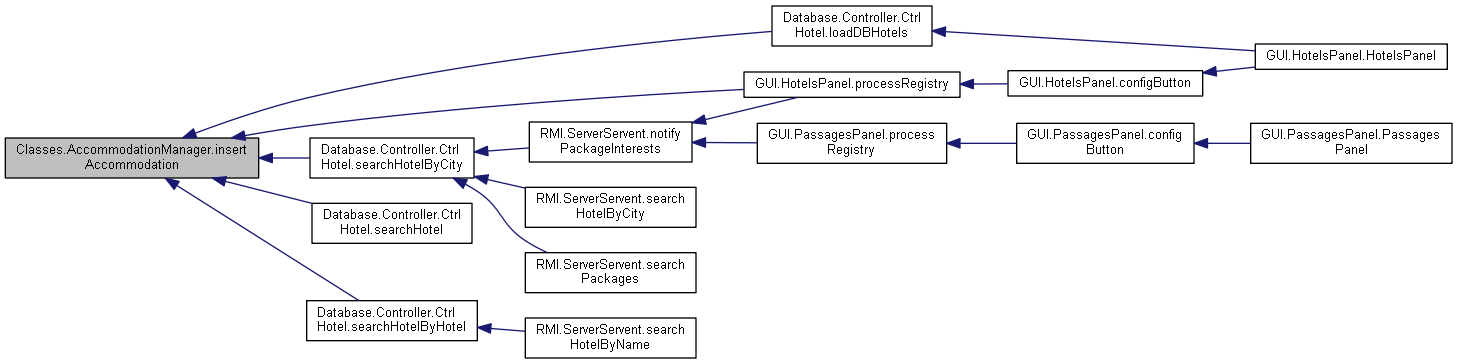 Classes.AccommodationManager.insert
Accommodation
Database.Controller.Ctrl
Hotel.loadDBHotels
GUI.HotelsPanel.HotelsPanel
GUI.HotelsPanel.processRegistry
GUI.HotelsPanel.configButton
Database.Controller.Ctrl
Hotel.searchHotelByCity
RMI.ServerServent.notify
PackageInterests
GUI.PassagesPanel.process
Registry
GUI.PassagesPanel.config
Button
GUI.PassagesPanel.Passages
Panel
RMI.ServerServent.search
HotelByCity
Database.Controller.Ctrl
Hotel.searchHotel
RMI.ServerServent.search
Packages
Database.Controller.Ctrl
Hotel.searchHotelByHotel
RMI.ServerServent.search
HotelByName